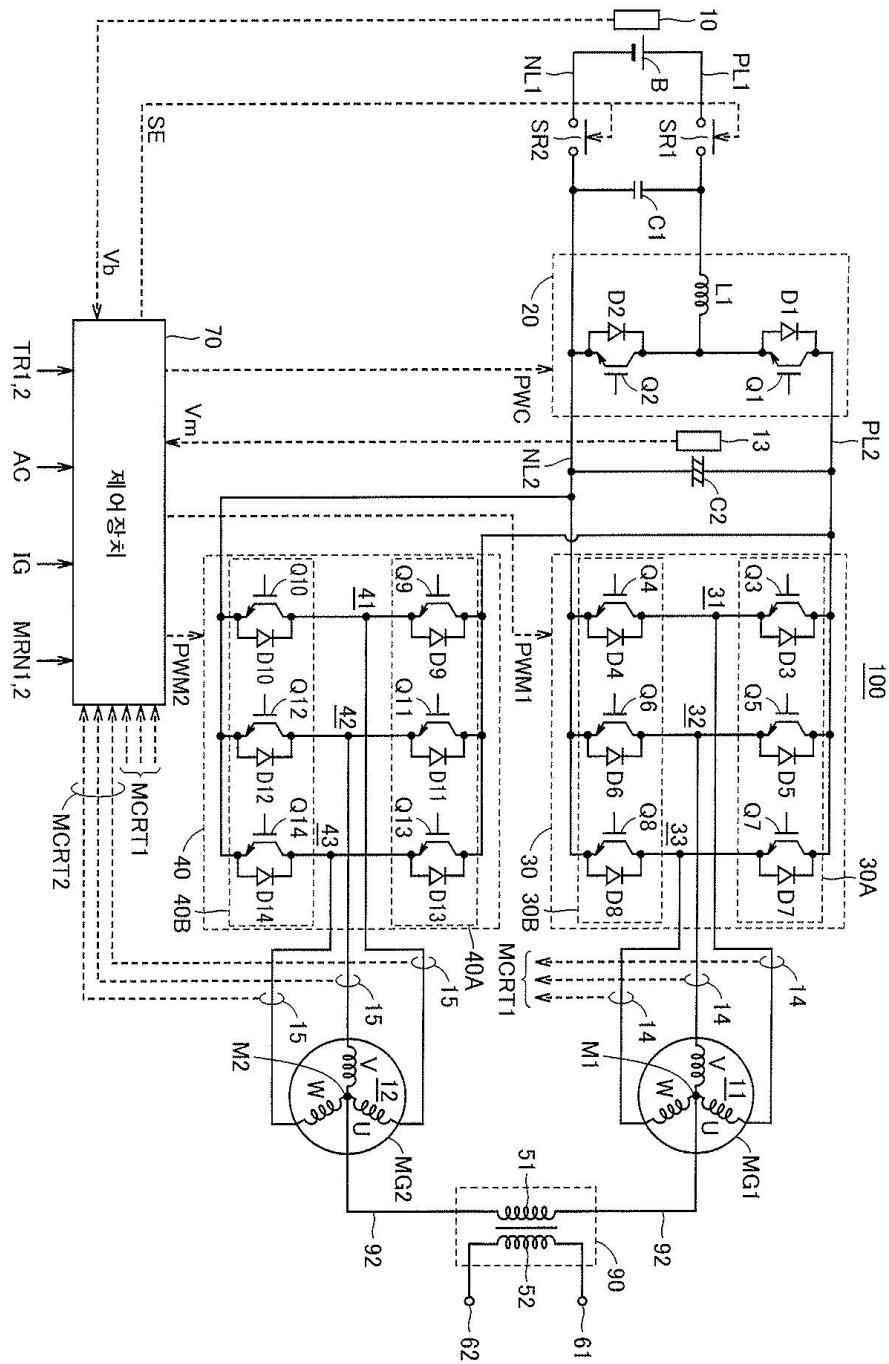 100
10
PL1
B
NL1
SR1
SR2
SE
C1
Vb
L1
D1
Q1
D2
Q2
20
PWC
PL2
13
C2
NL2
Vm
70
제어장치
TR1,2
AC
IG
MRN1,2
Q3
D3
Q5
D5
Q7
D7
30A
31
32
33
Q4
D4
Q6
D6
Q8
D8
30
30B
PWM1
Q9
D9
Q11
D11
Q13
D13
40A
41
42
43
Q10
D10
Q12
D12
Q14
D14
40
40B
PWM2
MCRT1
MCRT2
14
14
14
MCRT1
15
15
15
M1
11
U
V
W
MG1
M2
12
U
V
W
MG2
92
92
51
52
90
61
62